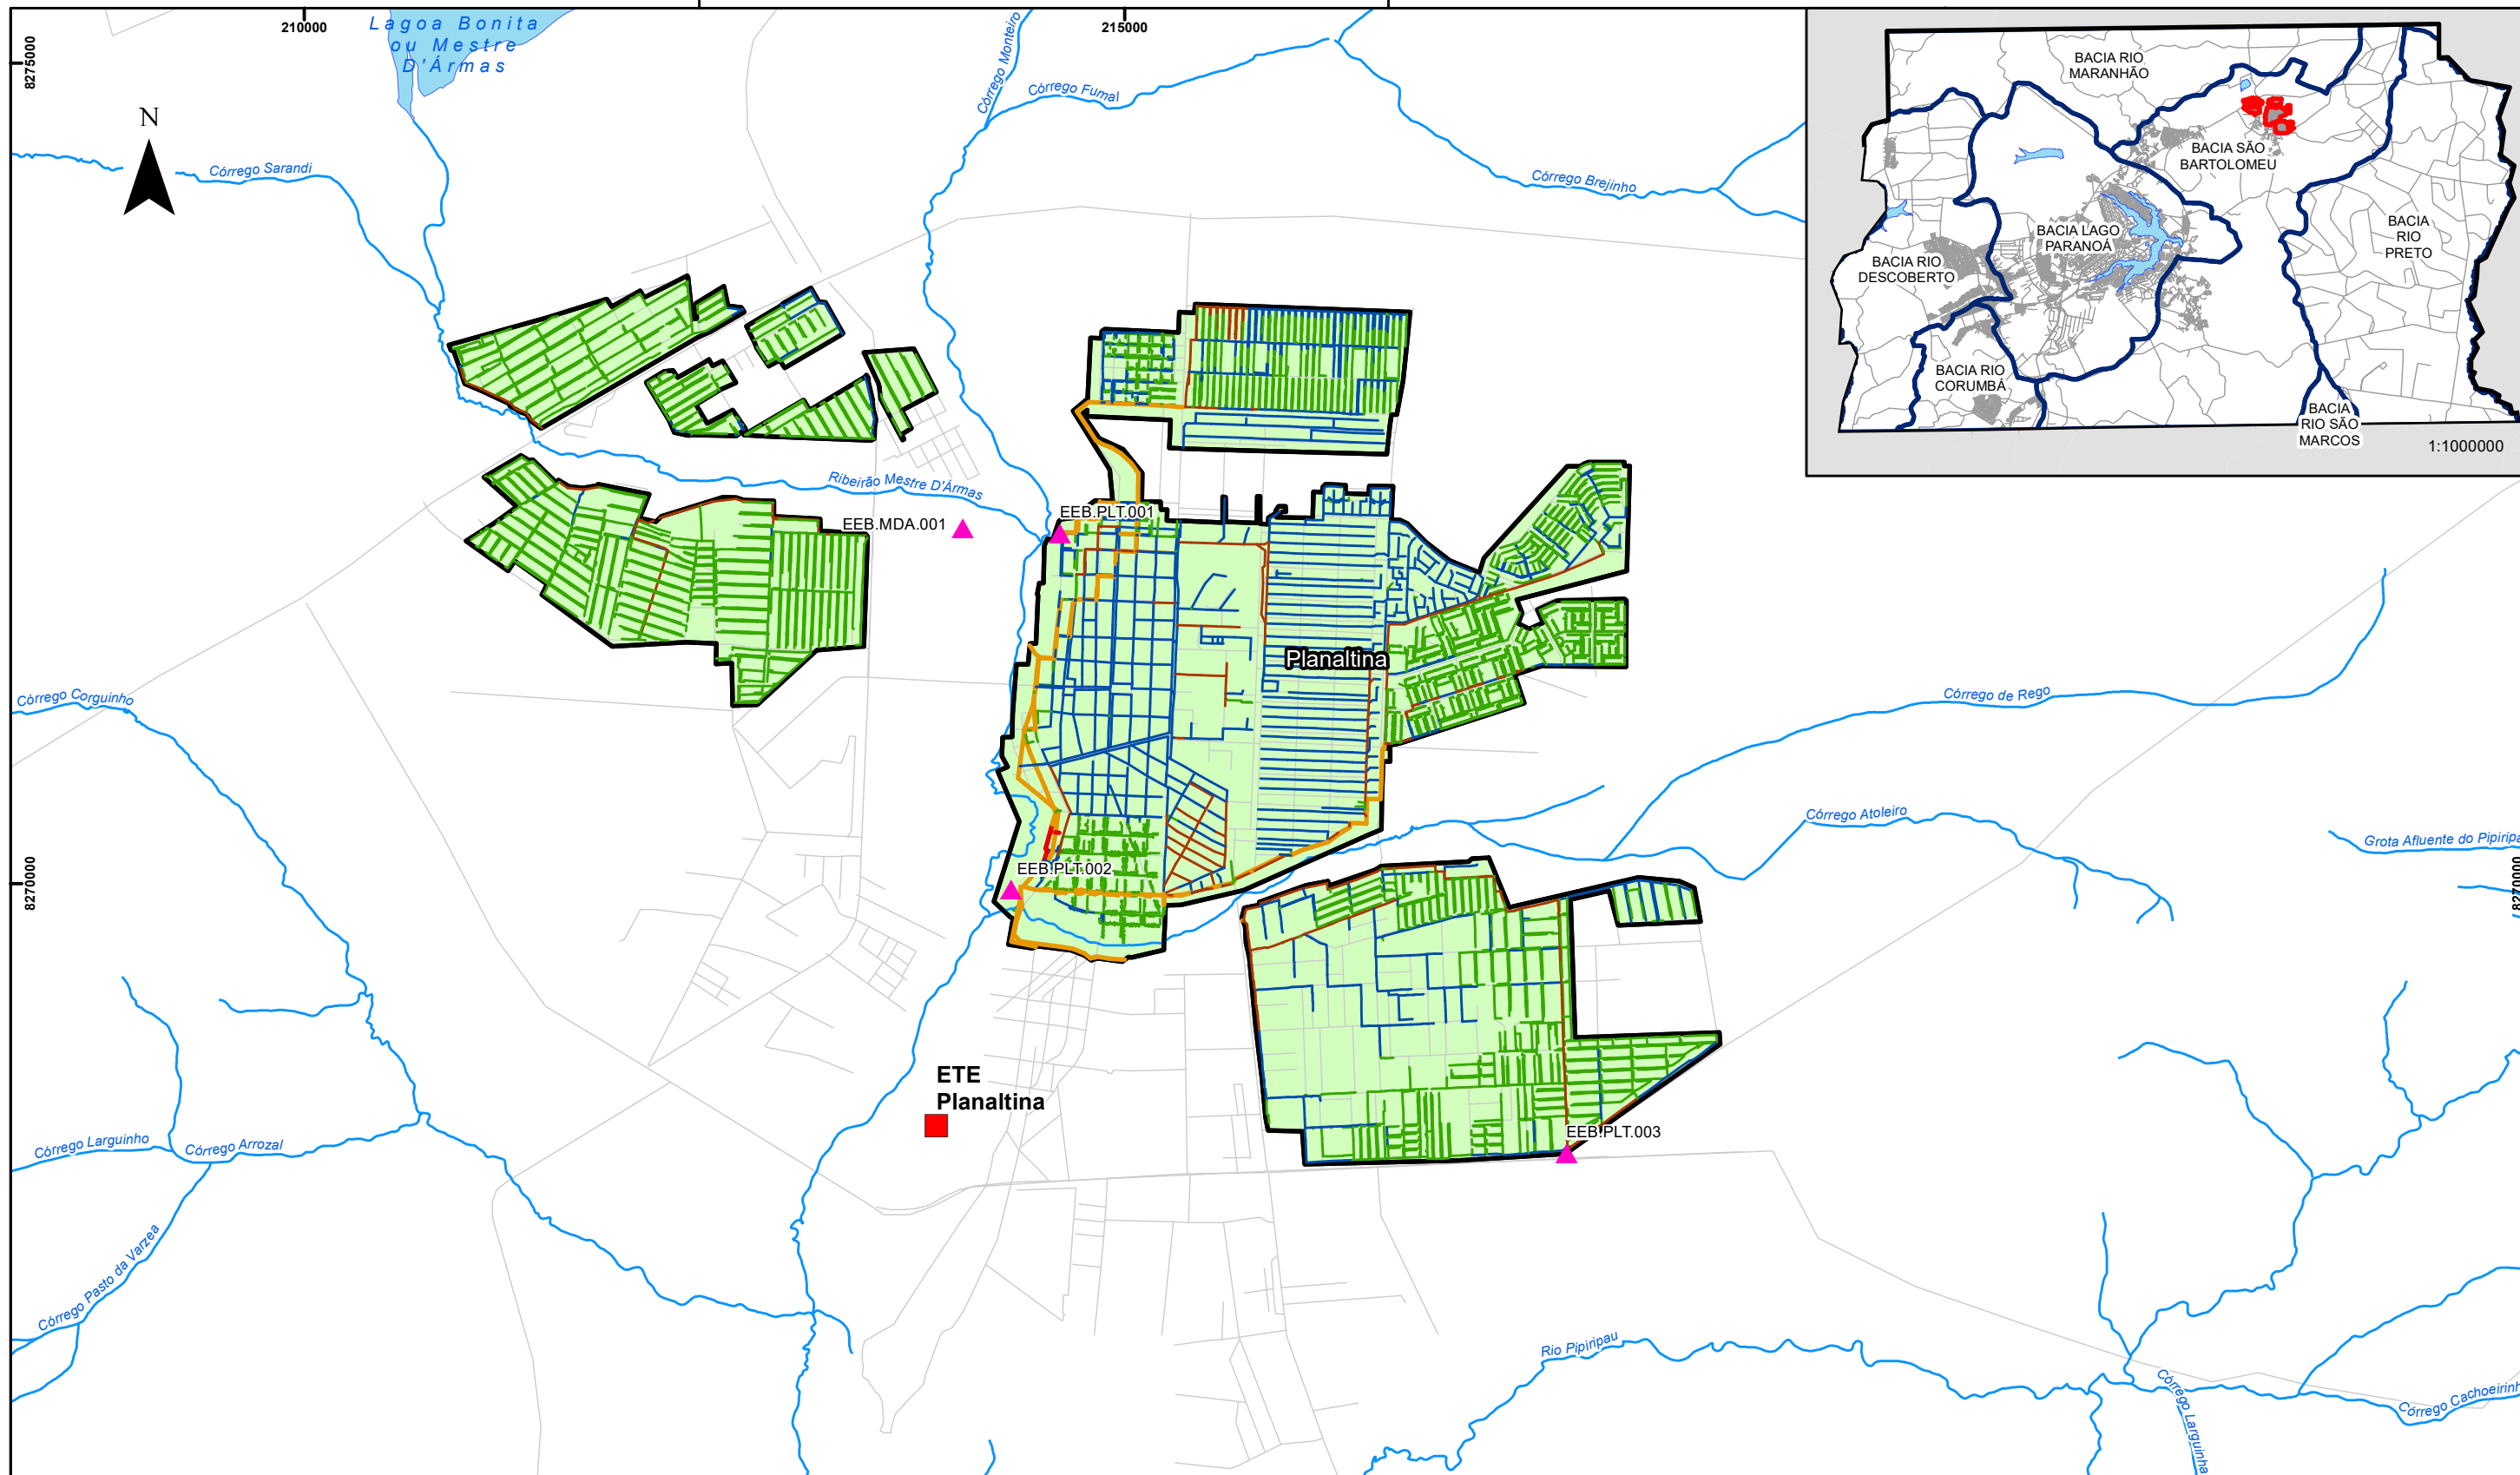 210000
215000
8275000
Lagoa Bonita
ou Mestre
D'Ármas
N
Córrego Sarandi
Córrego Monteiro
Córrego Fumal
Córrego Brejinho
BACIA RIO
MARANHÃO
BACIA SÃO
BARTOLOMEU
BACIA LAGO
PARANOÁ
BACIA
RIO
PRETO
BACIA RIO
DESCOBERTO
BACIA RIO
CORUMBÁ
BACIA
RIO SÃO
MARCOS
1:1000000
Ribeirão Mestre D'Ármas
EEB.MDA.001
EEB.PLT.001
Planaltina
Córrego Corguinho
Córrego de Rego
Córrego Atoleiro
Grota Afluente do Pipiripa
8270000
8270000
EEB.PLT.002
ETE
Planaltina
EEB.PLT.003
Córrego Larguinho
Córrego Arrozal
Córrego Pasto da Varzea
Rio Pipiripau
Córrego Larguinha
Córrego Cachoeirinh